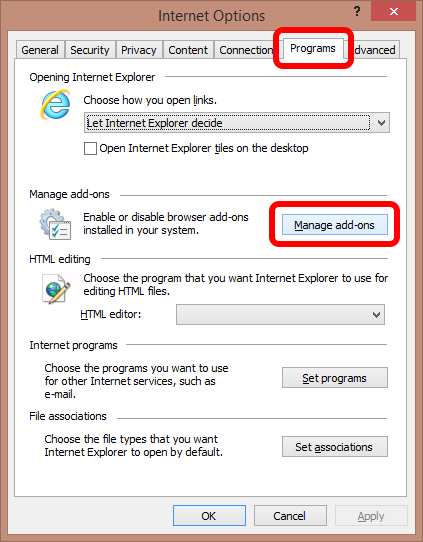 Internet Options
? ×
General Security Privacy Content Connection Programs dvanced
Opening Internet Explorer
Choose how you open links.
Let Internet Explorer decide
Open Internet Explorer tiles on the desktop
Manage add-ons
Enable or disable browser add-ons
installed in your system.
Manage add-ons
HTML editing
Choose the program that you want Internet Explorer to use for
editing HTML files.
HTML editor:
Internet programs
Choose the programs you want to use
for other Internet services, such as
e-mail.
Set programs
File associations
Choose the file types that you want
Internet Explorer to open by default.
Set associations
OK Cancel Apply